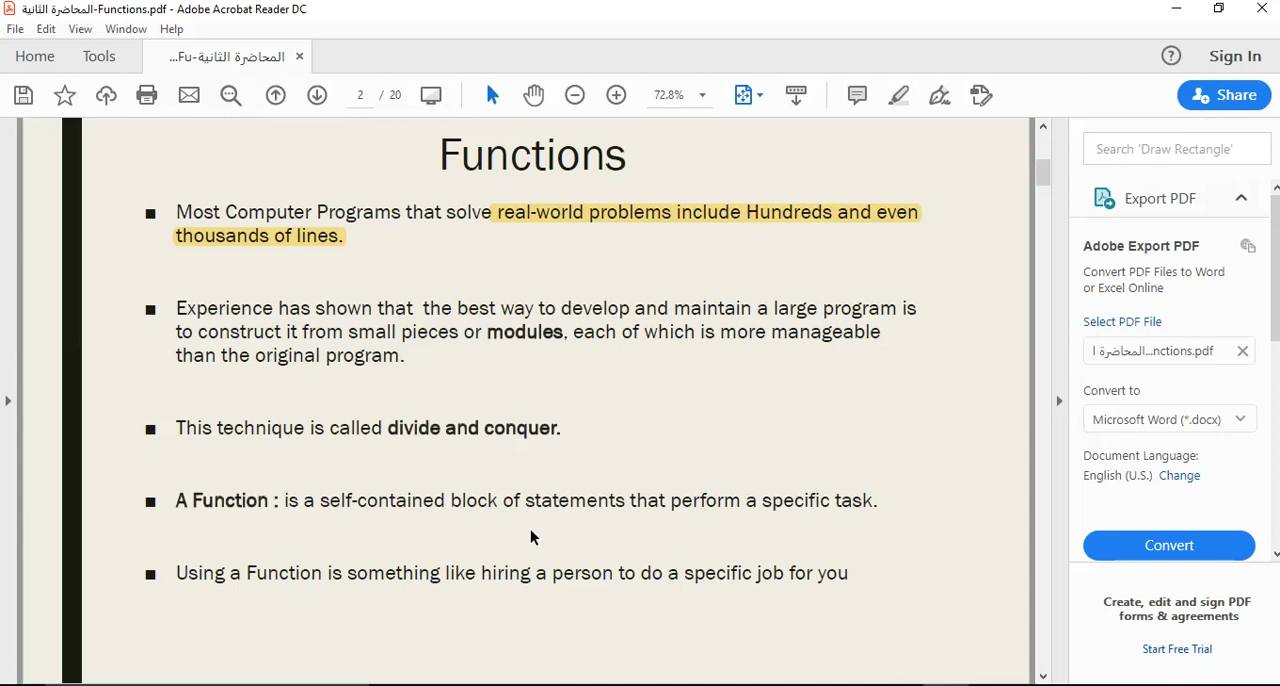 المحاضرة الثانية-Functions.pdf - Adobe Acrobat Reader DC
File Edit View Window Help
Home Tools
...Fu-المحاضرة الثانية ×
Sign In
2 / 20
72.8%
Share
Functions
Most Computer Programs that solve real-world problems include Hundreds and even
thousands of lines.
Experience has shown that the best way to develop and maintain a large program is
to construct it from small pieces or modules, each of which is more manageable
than the original program.
This technique is called divide and conquer.
A Function : is a self-contained block of statements that perform a specific task.
Using a Function is something like hiring a person to do a specific job for you
Search 'Draw Rectangle'
Export PDF
Adobe Export PDF
Convert PDF Files to Word
or Excel Online
Select PDF File
المحاضرة ا...nctions.pdf
Convert to
Microsoft Word (*.docx)
Document Language:
English (U.S.) Change
Convert
Create, edit and sign PDF
forms & agreements
Start Free Trial